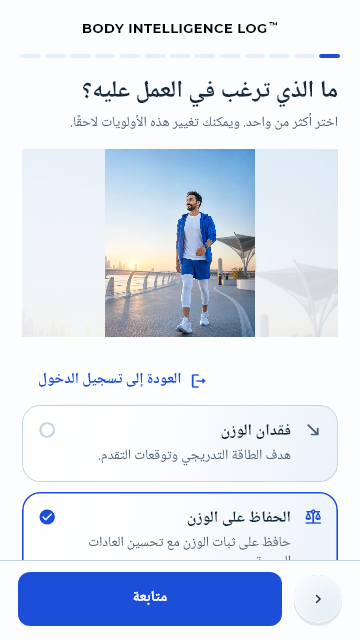 BODY INTELLIGENCE LOG™
ما الذي ترغب في العمل عليه؟
اختر أكثر من واحد. ويمكنك تغيير هذه الأولويات لاحقًا.
العودة إلى تسجيل الدخول
فقدان الوزن
هدف الطاقة التدريجي وتوقعات التقدم.
الحفاظ على الوزن
حافظ على ثبات الوزن مع تحسين العادات
متابعة